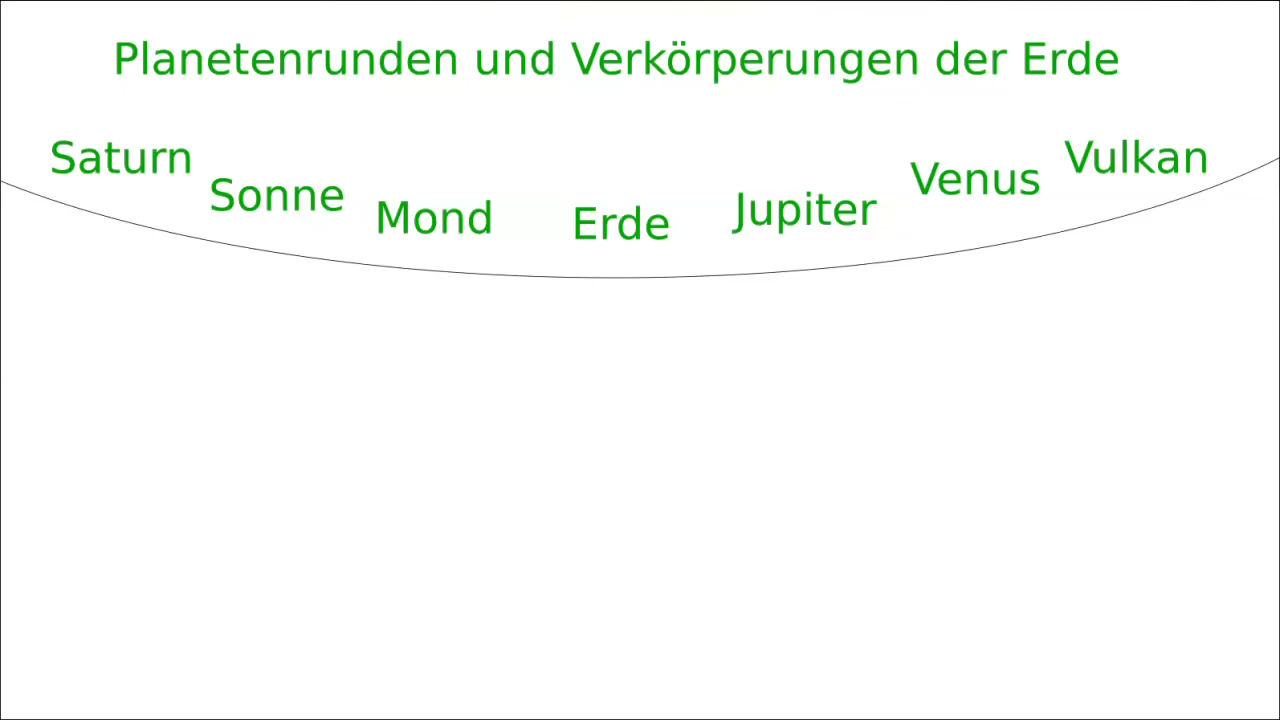 Planetenrunden und Verkörperungen der Erde
Saturn
Sonne
Mond
Erde
Jupiter
Venus
Vulkan